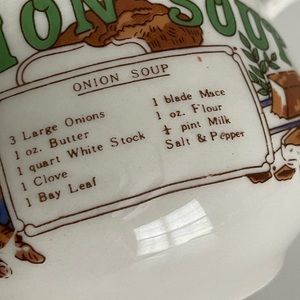 ION SOUP
ONION SOUP
3 Large Onions
1 oz. Butter
1 quart White Stock
1 Clove
1 Bay Leaf
1 blade Mace
1 oz. Flour
¼ pint Milk
Salt & Pepper